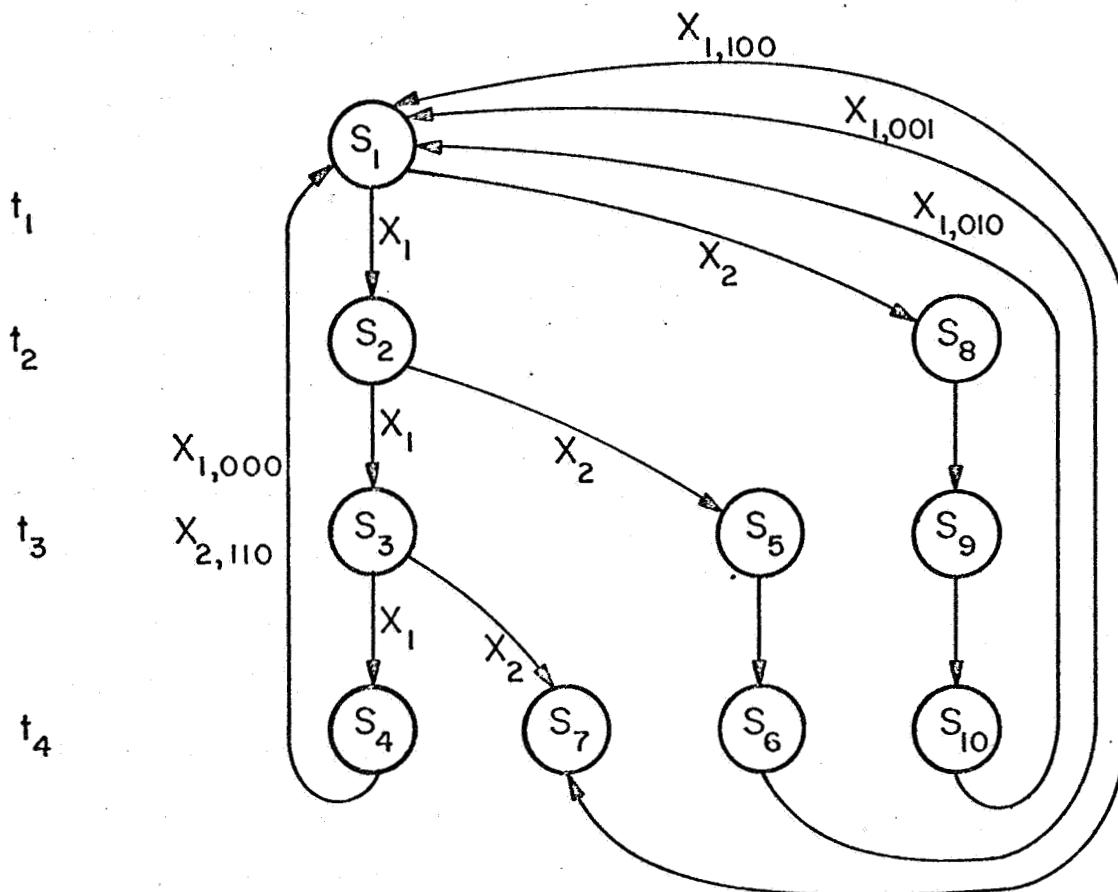 X1,100
X1,001
S1
t1
X1
X1,010
X2
t2
S2
S8
X1
X2
X1,000
t3
X2,110
S3
S5
S9
X1
X2
t4
S4
S7
S6
S10